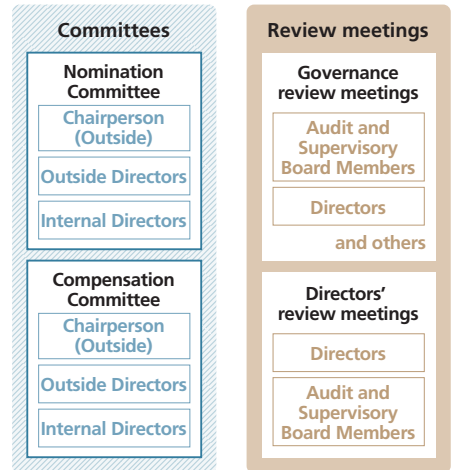 Committees
Nomination
Committee
Chairperson
(Outside)
Outside Directors
Internal Directors
Compensation
Committee
Chairperson
(Outside)
Outside Directors
Internal Directors
Review meetings
Governance
review meetings
Audit and
Supervisory
Board Members
Directors
and others
Directors'
review meetings
Directors
Audit and
Supervisory
Board Members